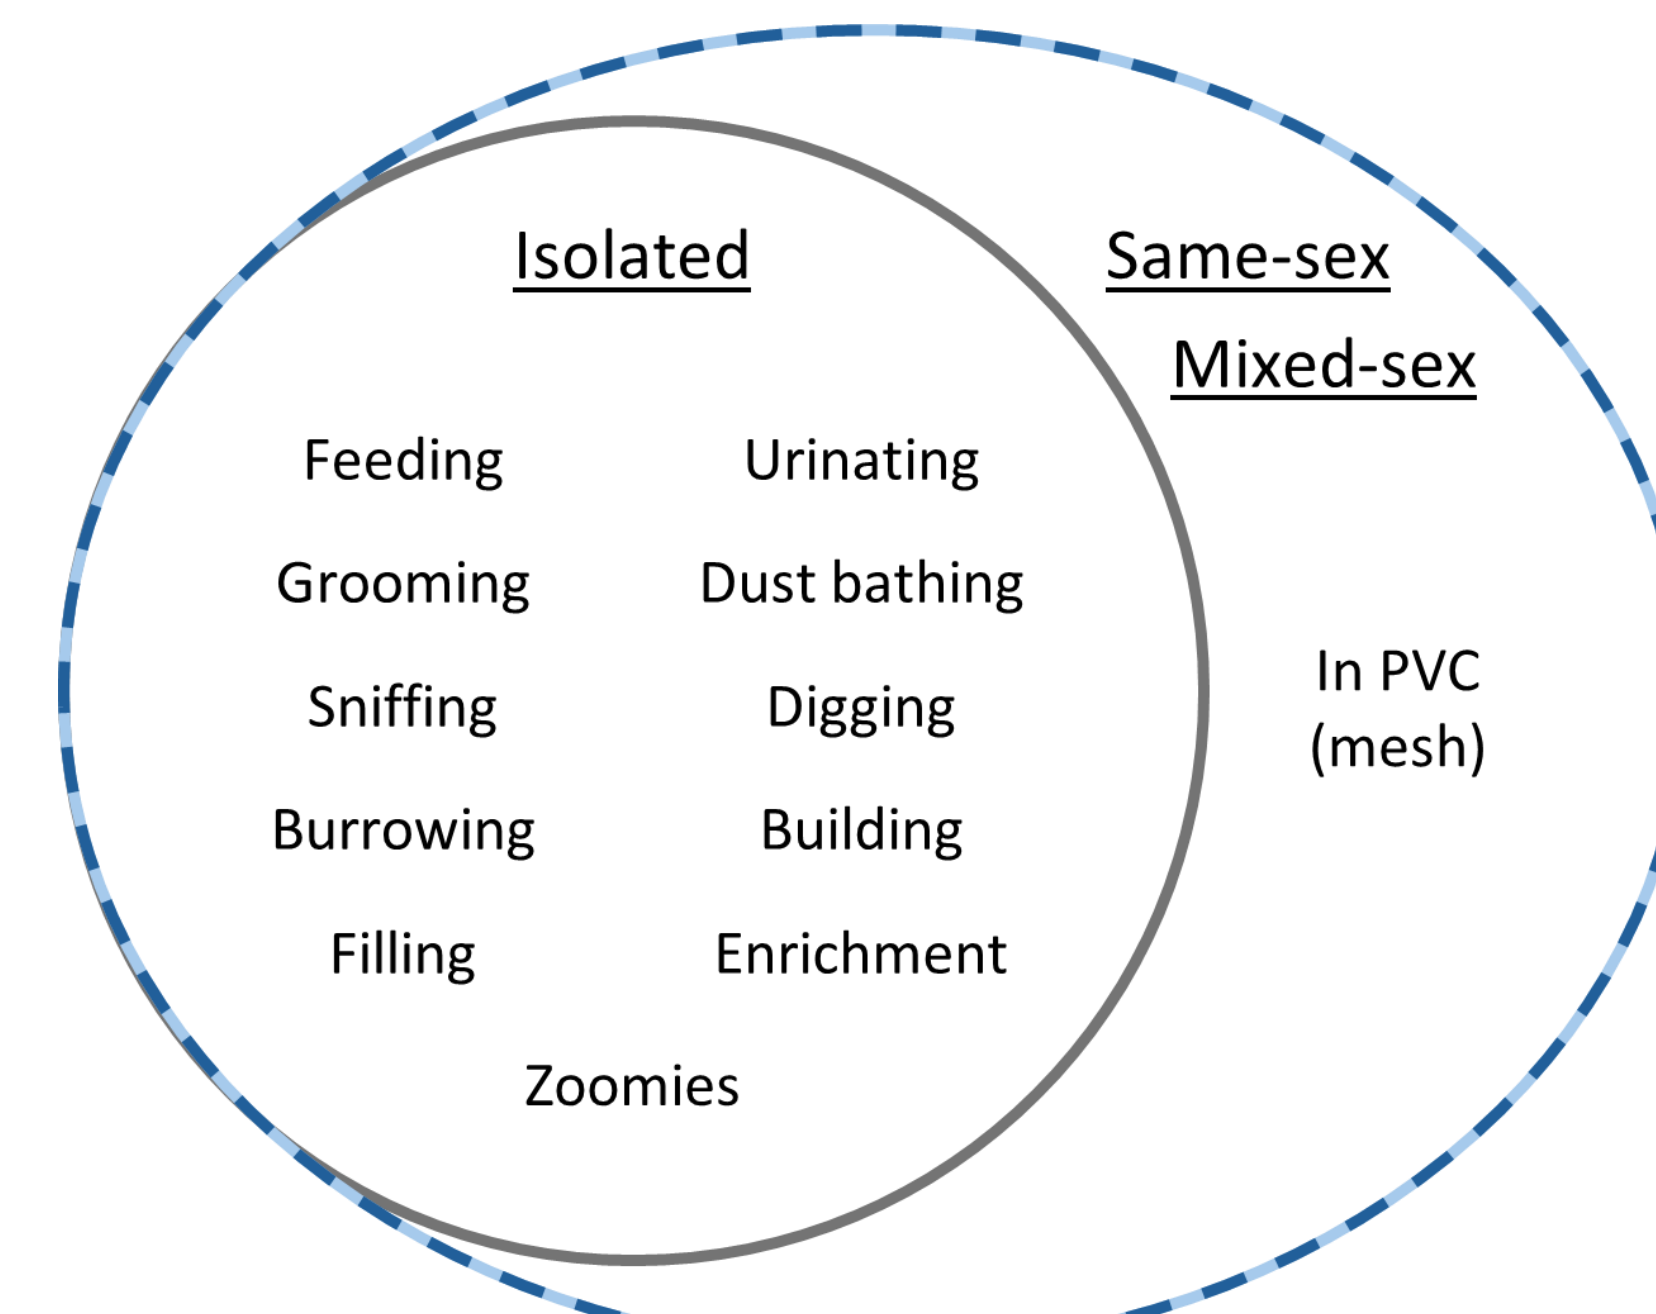 Isolated
Same-sex
Mixed-sex
Feeding
Urinating
Grooming
Dust bathing
Sniffing
Digging
In PVC
(mesh)
Burrowing
Building
Filling
Enrichment
Zoomies